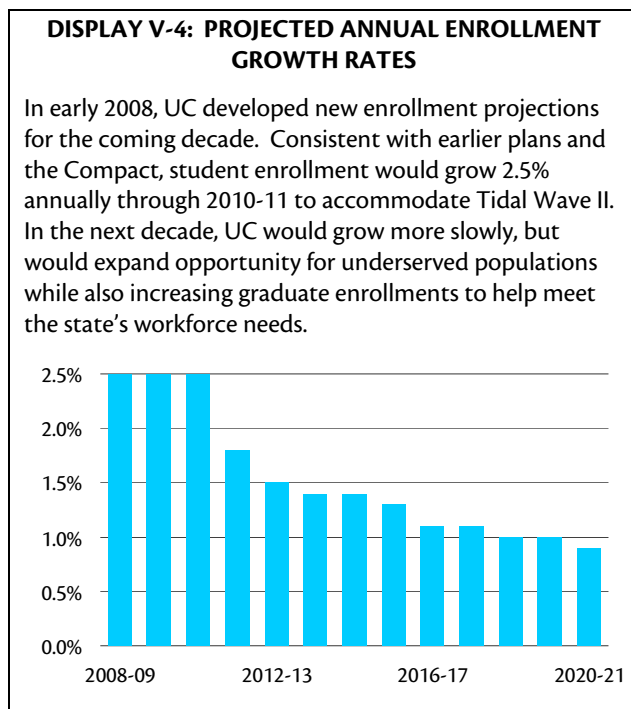 DISPLAY V-4: PROJECTED ANNUAL ENROLLMENT
GROWTH RATES
In early 2008, UC developed new enrollment projections
for the coming decade. Consistent with earlier plans and
the Compact, student enrollment would grow 2.5%
annually through 2010-11 to accommodate Tidal Wave II.
In the next decade, UC would grow more slowly, but
would expand opportunity for underserved populations
while also increasing graduate enrollments to help meet
the state's workforce needs.
2.5%
2.0%
1.5%
1.0%
0.5%
0.0%
2008-09 2012-13 2016-17 2020-21